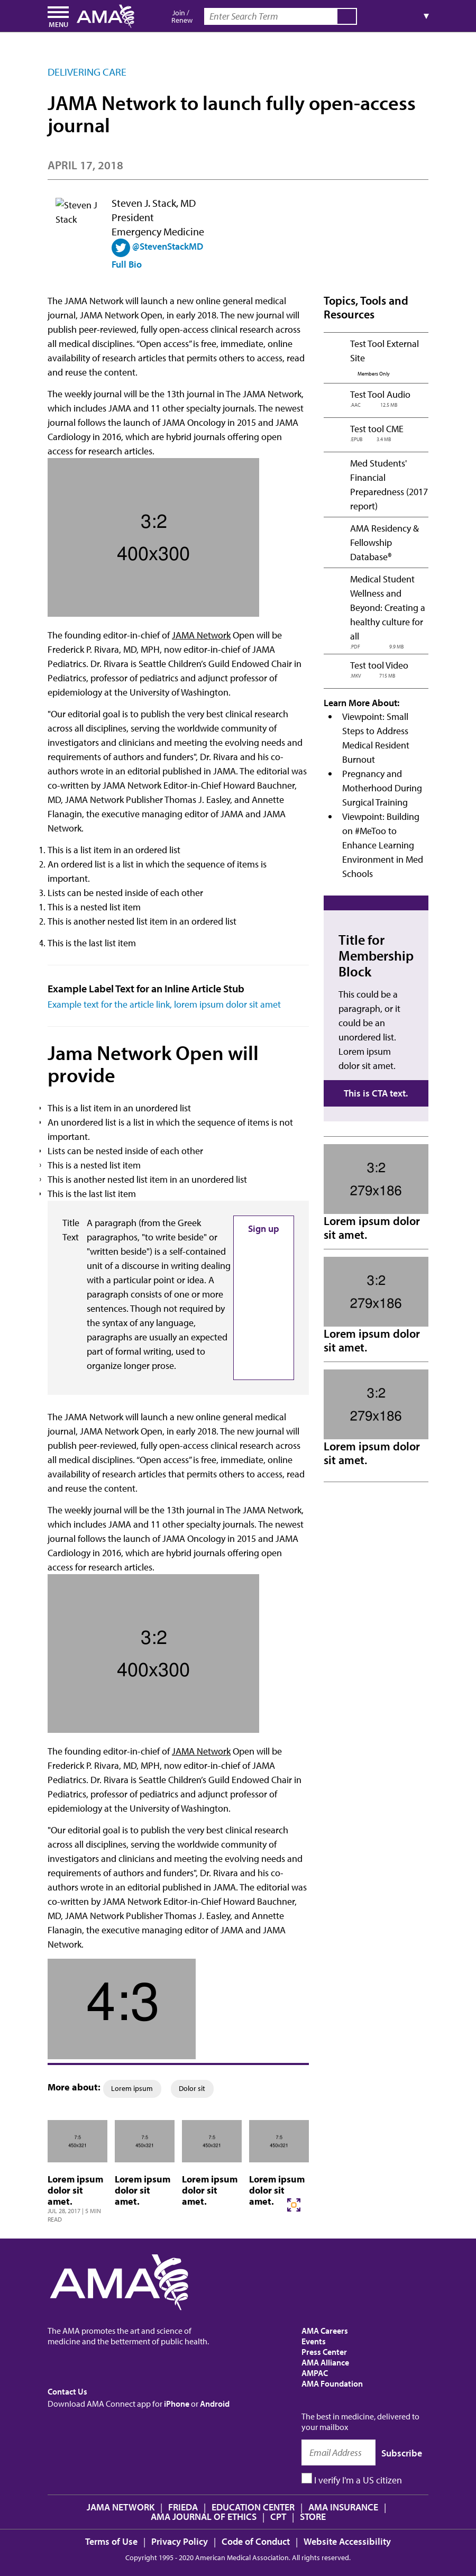 MENU
AMA
Join /
Renew
Enter Search Term
DELIVERING CARE
JAMA Network to launch fully open-access
journal
APRIL 17, 2018
Steven J
Stack
Steven J. Stack, MD
President
Emergency Medicine
@StevenStackMD
Full Bio
The JAMA Network will launch a new online general medical
journal, JAMA Network Open, in early 2018. The new journal will
publish peer-reviewed, fully open-access clinical research across
all medical disciplines. “Open access” is free, immediate, online
availability of research articles that permits others to access, read
and reuse the content.
The weekly journal will be the 13th journal in The JAMA Network,
which includes JAMA and 11 other specialty journals. The newest
journal follows the launch of JAMA Oncology in 2015 and JAMA
Cardiology in 2016, which are hybrid journals offering open
access for research articles.
3:2
400x300
The founding editor-in-chief of JAMA Network Open will be
Frederick P. Rivara, MD, MPH, now editor-in-chief of JAMA
Pediatrics. Dr. Rivara is Seattle Children’s Guild Endowed Chair in
Pediatrics, professor of pediatrics and adjunct professor of
epidemiology at the University of Washington.
"Our editorial goal is to publish the very best clinical research
across all disciplines, serving the worldwide community of
investigators and clinicians and meeting the evolving needs and
requirements of authors and funders", Dr. Rivara and his co-
authors wrote in an editorial published in JAMA. The editorial was
co-written by JAMA Network Editor-in-Chief Howard Bauchner,
MD, JAMA Network Publisher Thomas J. Easley, and Annette
Flanagin, the executive managing editor of JAMA and JAMA
Network.
1. This is a list item in an ordered list
2. An ordered list is a list in which the sequence of items is
important.
3. Lists can be nested inside of each other
1. This is a nested list item
2. This is another nested list item in an ordered list
4. This is the last list item
Example Label Text for an Inline Article Stub
Example text for the article link, lorem ipsum dolor sit amet
Jama Network Open will
provide
This is a list item in an unordered list
An unordered list is a list in which the sequence of items is not
important.
Lists can be nested inside of each other
This is a nested list item
This is another nested list item in an unordered list
This is the last list item
Title
Text
A paragraph (from the Greek
paragraphos, "to write beside" or
"written beside") is a self-contained
unit of a discourse in writing dealing
with a particular point or idea. A
paragraph consists of one or more
sentences. Though not required by
the syntax of any language,
paragraphs are usually an expected
part of formal writing, used to
organize longer prose.
Sign up
The JAMA Network will launch a new online general medical
journal, JAMA Network Open, in early 2018. The new journal will
publish peer-reviewed, fully open-access clinical research across
all medical disciplines. “Open access” is free, immediate, online
availability of research articles that permits others to access, read
and reuse the content.
The weekly journal will be the 13th journal in The JAMA Network,
which includes JAMA and 11 other specialty journals. The newest
journal follows the launch of JAMA Oncology in 2015 and JAMA
Cardiology in 2016, which are hybrid journals offering open
access for research articles.
3:2
400x300
The founding editor-in-chief of JAMA Network Open will be
Frederick P. Rivara, MD, MPH, now editor-in-chief of JAMA
Pediatrics. Dr. Rivara is Seattle Children’s Guild Endowed Chair in
Pediatrics, professor of pediatrics and adjunct professor of
epidemiology at the University of Washington.
"Our editorial goal is to publish the very best clinical research
across all disciplines, serving the worldwide community of
investigators and clinicians and meeting the evolving needs and
requirements of authors and funders", Dr. Rivara and his co-
authors wrote in an editorial published in JAMA. The editorial was
co-written by JAMA Network Editor-in-Chief Howard Bauchner,
MD, JAMA Network Publisher Thomas J. Easley, and Annette
Flanagin, the executive managing editor of JAMA and JAMA
Network.
4:3
More about:
Lorem ipsum
Dolor sit
Topics, Tools and
Resources
Test Tool External
Site
Members Only
Test Tool Audio
AAC 12.5 MB
Test tool CME
EPUB 3.4 MB
Med Students'
Financial
Preparedness (2017
report)
AMA Residency &
Fellowship
Database®
Medical Student
Wellness and
Beyond: Creating a
healthy culture for
all
PDF 8.9 MB
Test tool Video
MKV 715 MB
Learn More About:
Viewpoint: Small
Steps to Address
Medical Resident
Burnout
Pregnancy and
Motherhood During
Surgical Training
Viewpoint: Building
on #MeToo to
Enhance Learning
Environment in Med
Schools
Title for
Membership
Block
This could be a
paragraph, or it
could be an
unordered list.
Lorem ipsum
dolor sit amet.
This is CTA text.
3:2
279x186
Lorem ipsum dolor
sit amet.
3:2
279x186
Lorem ipsum dolor
sit amet.
3:2
279x186
Lorem ipsum dolor
sit amet.
7:5
450x321
Lorem ipsum
dolor sit
amet.
JUL 28, 2017 | 5 MIN
READ
7:5
450x321
Lorem ipsum
dolor sit
amet.
7:5
450x321
Lorem ipsum
dolor sit
amet.
7:5
450x321
Lorem ipsum
dolor sit
amet.
AMA
The AMA promotes the art and science of
medicine and the betterment of public health.
Contact Us
Download AMA Connect app for iPhone or Android
AMA Careers
Events
Press Center
AMA Alliance
AMPAC
AMA Foundation
The best in medicine, delivered to
your mailbox
Email Address
Subscribe
I verify I'm a US citizen
JAMA NETWORK | FRIEDA | EDUCATION CENTER | AMA INSURANCE |
AMA JOURNAL OF ETHICS | CPT | STORE
Terms of Use | Privacy Policy | Code of Conduct | Website Accessibility
Copyright 1995 - 2020 American Medical Association. All rights reserved.